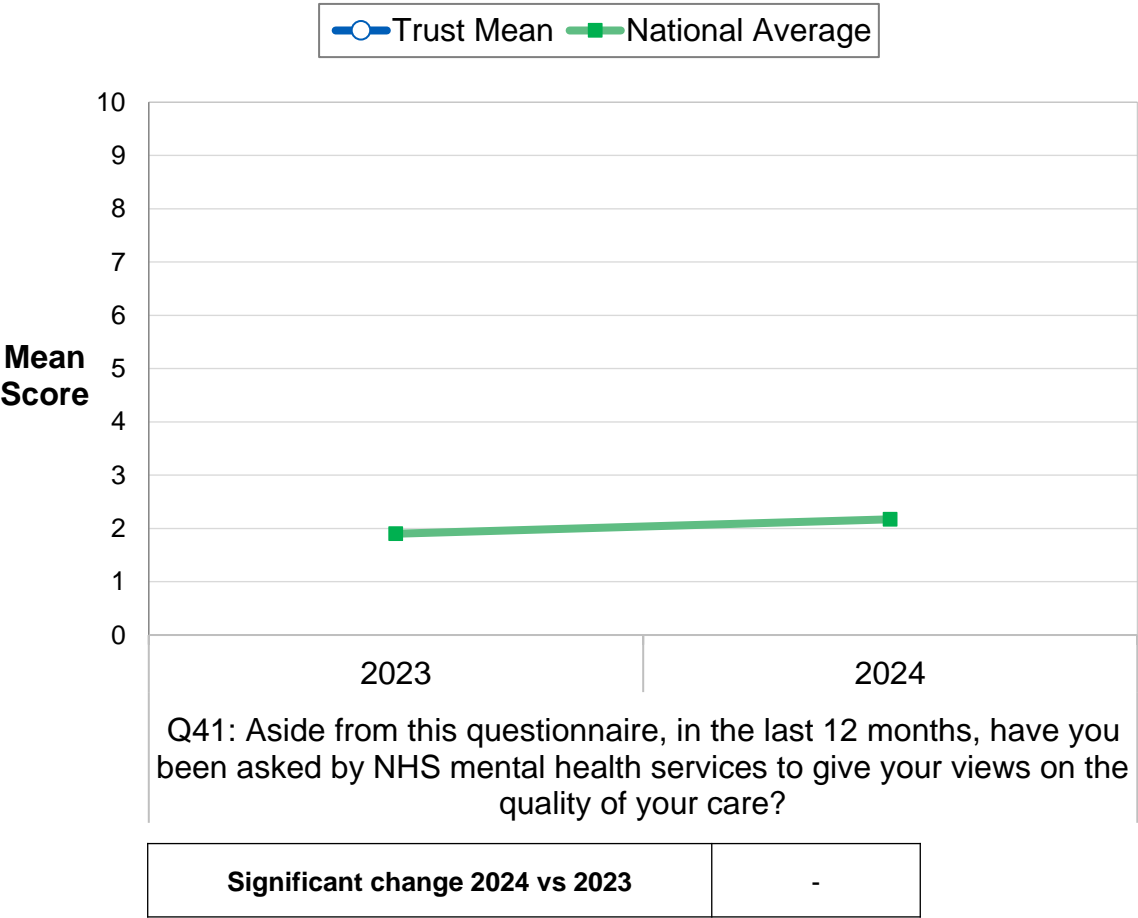 Trust Mean National Average
10
9
8
7
6
5
4
3
2
1
0
Mean
Score
2023 2024
Q41: Aside from this questionnaire, in the last 12 months, have you
been asked by NHS mental health services to give your views on the
quality of your care?
Significant change 2024 vs 2023 -